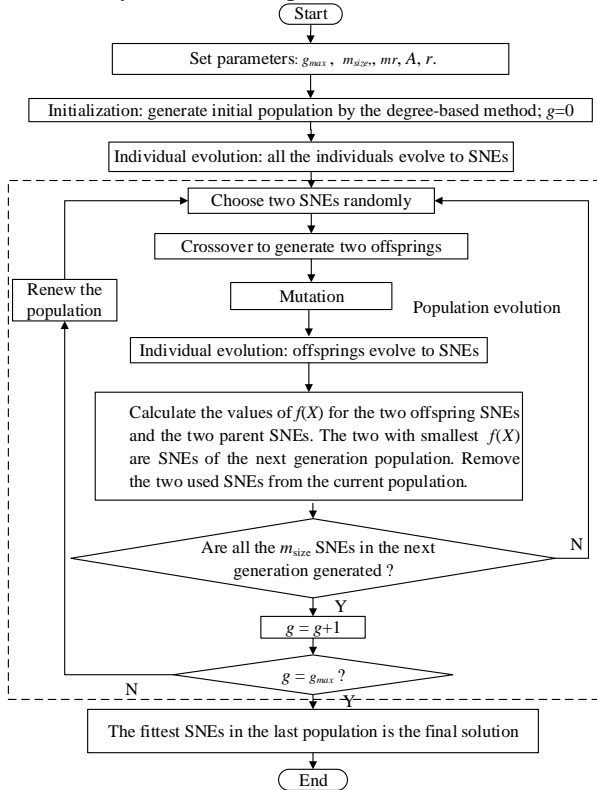 Start
Set parameters: gmax , msize,, mr, A, r.
Initialization: generate initial population by the degree-based method; g=0
Individual evolution: all the individuals evolve to SNEs
Choose two SNEs randomly
Crossover to generate two offsprings
Renew the
population
Mutation
Population evolution
Individual evolution: offsprings evolve to SNEs
Calculate the values of f(X) for the two offspring SNEs
and the two parent SNEs. The two with smallest f(X)
are SNEs of the next generation population. Remove
the two used SNEs from the current population.
Are all the msize SNEs in the next
generation generated ?
N
Y
g = g+1
g = gmax ?
N
Y
The fittest SNEs in the last population is the final solution
End